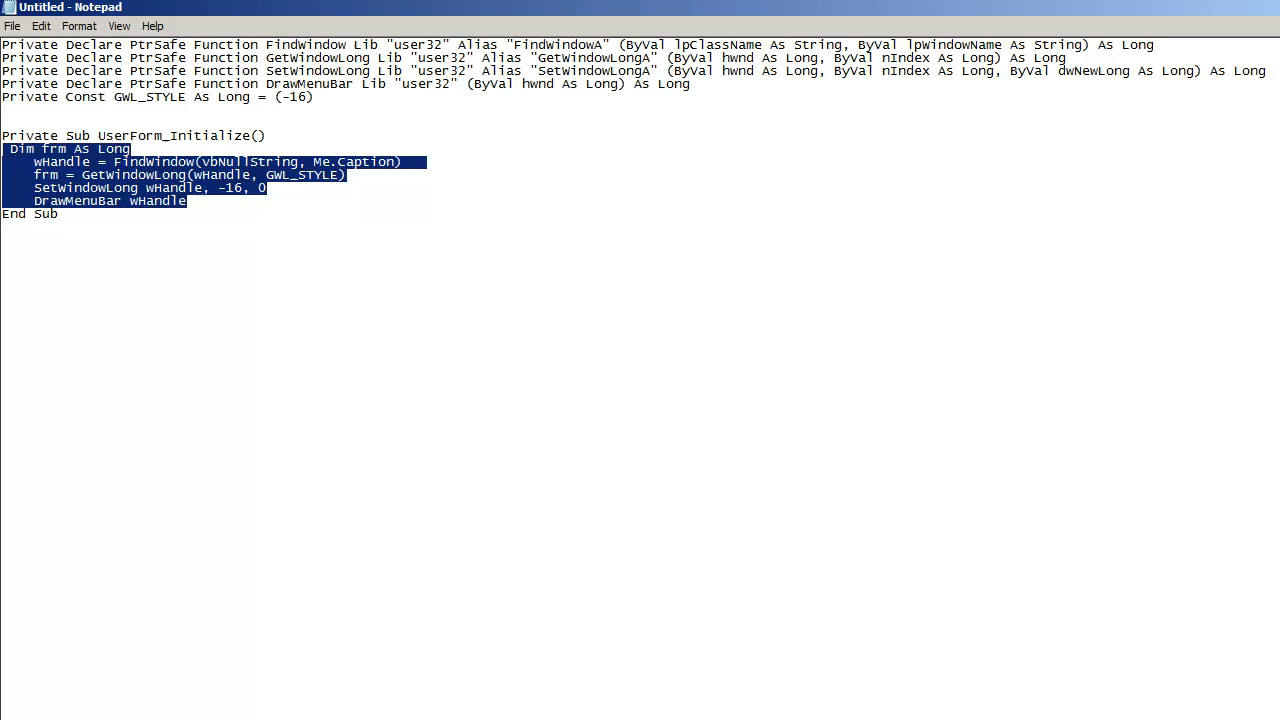 Untitled - Notepad
File Edit Format View Help
Private Declare PtrSafe Function FindWindow Lib "user32" Alias "FindWindowA" (ByVal lpClassName As String, ByVal lpWindowName As String) As Long
Private Declare PtrSafe Function GetWindowLong Lib "user32" Alias "GetWindowLongA" (ByVal hwnd As Long, ByVal nIndex As Long) As Long
Private Declare PtrSafe Function SetWindowLong Lib "user32" Alias "SetWindowLongA" (ByVal hwnd As Long, ByVal nIndex As Long, ByVal dwNewLong As Long) As Long
Private Declare PtrSafe Function DrawMenuBar Lib "user32" (ByVal hwnd As Long) As Long
Private Const GWL_STYLE As Long = (-16)
Private Sub UserForm_Initialize()
Dim frm As Long
wHandle = FindWindow(vbNullString, Me.Caption)
frm = GetWindowLong(wHandle, GWL_STYLE)
SetWindowLong wHandle, -16, 0
DrawMenuBar wHandle
End Sub